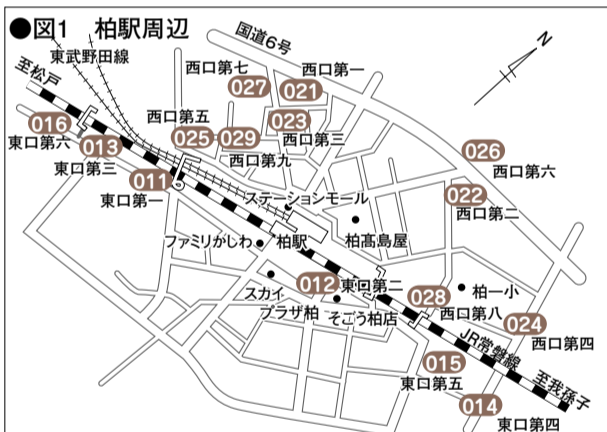 ●図1 柏駅周辺
国道6号
N
東武野田線
至松戸
西口第七
西口第一
027
021
023
西口第三
016
東口第六
013
東口第三
西口第五
025
029
西口第九
026
西口第六
011
東口第一
022
西口第二
ステーションモール
ファミリかしわ
柏駅
柏髙島屋
012
東口第二
スカイ
プラザ柏
そごう柏店
028
西口第八
柏一小
024
西口第四
JR常磐線
015
東口第五
至我孫子
014
東口第四